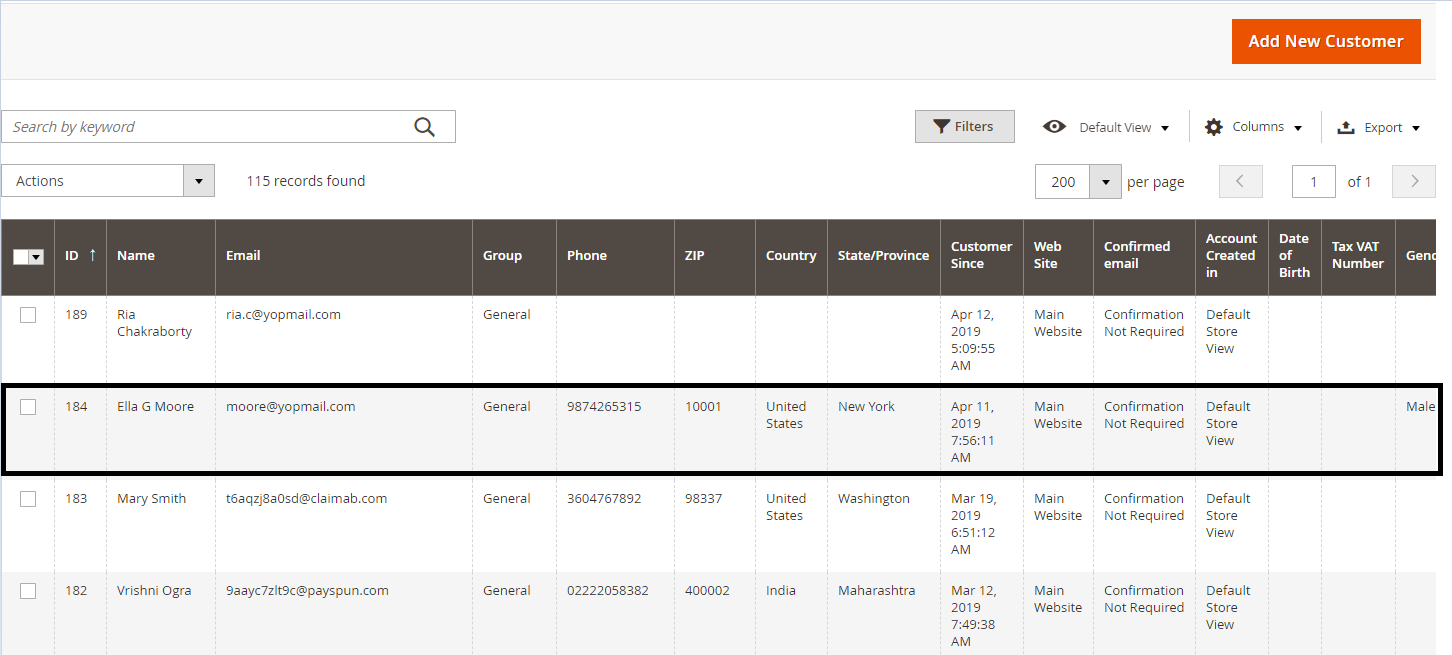 Add New Customer
Search by keyword
Filters
Default View
Columns
Export
Actions
115 records found
200
per page
1
of 1
ID ↑ Name Email Group Phone ZIP Country State/Province Customer Since Web Site Confirmed email Account Created in Date of Birth Tax VAT Number Gend
189 Ria Chakraborty ria.c@yopmail.com General Apr 12, 2019 5:09:55 AM Main Website Confirmation Not Required Default Store View
184 Ella G Moore moore@yopmail.com General 9874265315 10001 United States New York Apr 11, 2019 7:56:11 AM Main Website Confirmation Not Required Default Store View Male
183 Mary Smith t6aqzj8a0sd@claimab.com General 3604767892 98337 United States Washington Mar 19, 2019 6:51:12 AM Main Website Confirmation Not Required Default Store View
182 Vrishni Ogra 9aayc7zlt9c@payspun.com General 02222058382 400002 India Maharashtra Mar 12, 2019 7:49:38 AM Main Website Confirmation Not Required Default Store View